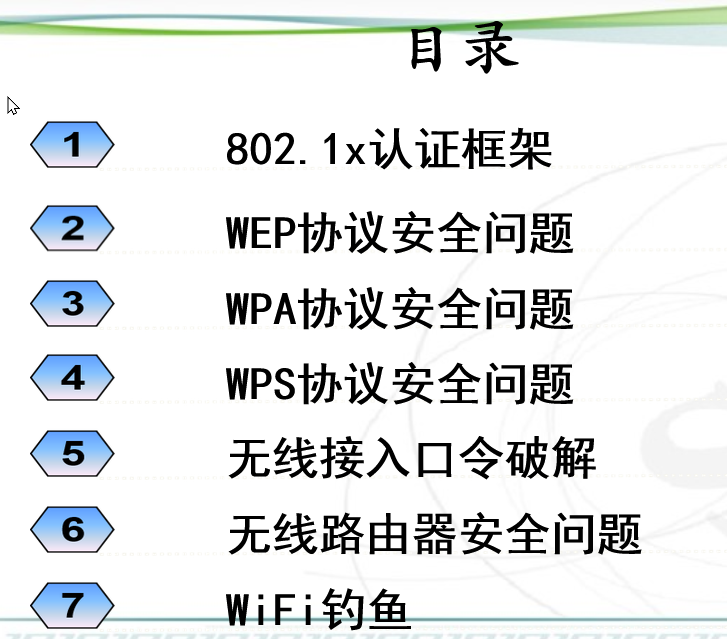 目录
1 802.1x认证框架
2 WEP协议安全问题
3 WPA协议安全问题
4 WPS协议安全问题
5 无线接入口令破解
6 无线路由器安全问题
7 WiFi钓鱼